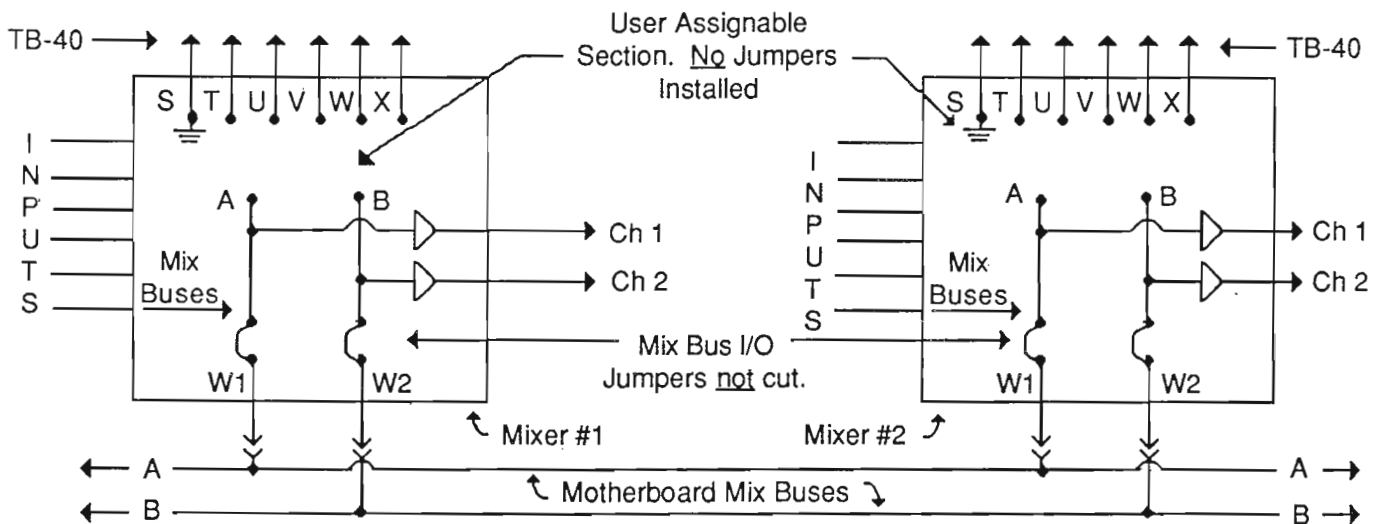 TB-40
User Assignable
Section. No Jumpers
Installed
TB-40
S T U V W X
S T U V W X
I
N
P
U
T
S
I
N
P
U
T
S
A
B
A
B
Ch 1
Ch 1
Mix
Buses
Ch 2
Mix
Buses
Ch 2
Mix Bus I/O
Jumpers not cut.
W1
W2
W1
W2
Mixer #1
Mixer #2
A
A
Motherboard Mix Buses
B
B